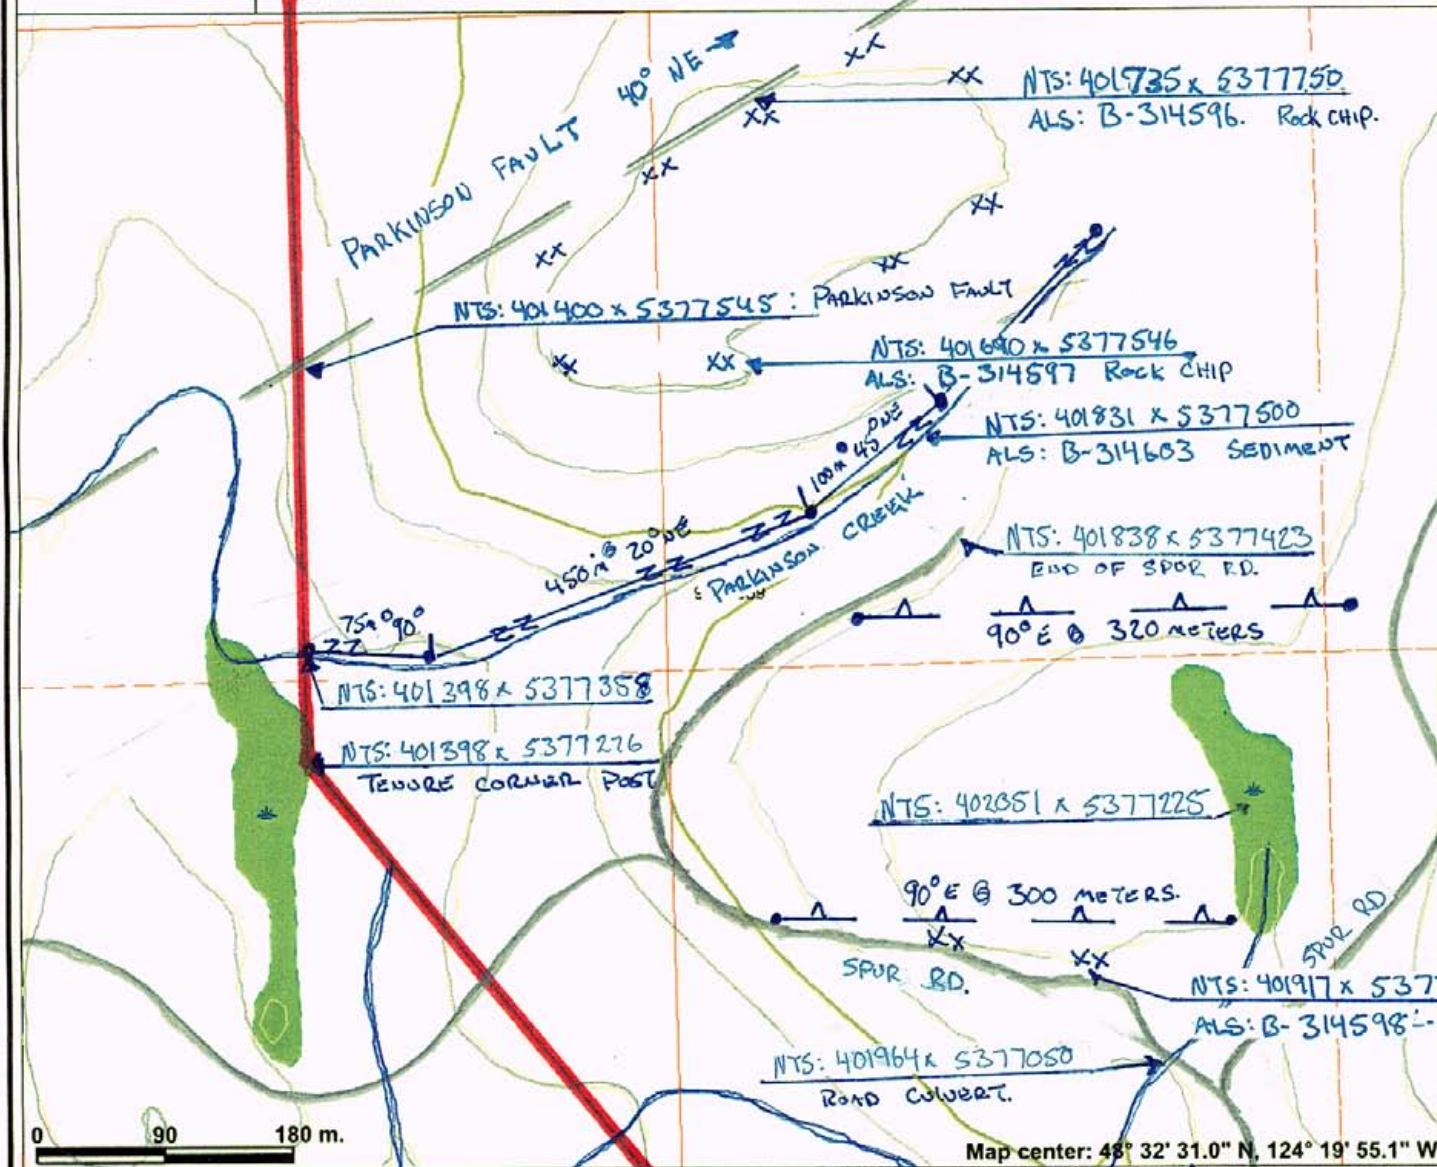 40° NE
NTS: 401735 x 5377750
ALS: B-314596. Rock CHIP.
PARKINSON FAULT
NTS: 401400 x 5377545 : PARKINSON FAULT
NTS: 401690 x 5377546
ALS: B-314597 Rock CHIP
100m @ 45° NE
NTS: 401831 x 5377500
ALS: B-314603 SEDIMENT
450m @ 20° NE
PARKINSON CREEK
NTS: 401838 x 5377423
END OF SPUR RD.
90° E @ 320 METERS
75m @ 90°
NTS: 401398 x 5377358
NTS: 401398 x 5377276
TENURE CORNER POST
NTS: 402051 x 5377225
90° E @ 300 METERS.
SPUR RD.
SPUR RD
NTS: 401917 x 5377
ALS: B-314598
NTS: 401964 x 5377050
ROAD CULVERT.
0 90 180 m.
Map center: 48° 32' 31.0" N, 124° 19' 55.1" W